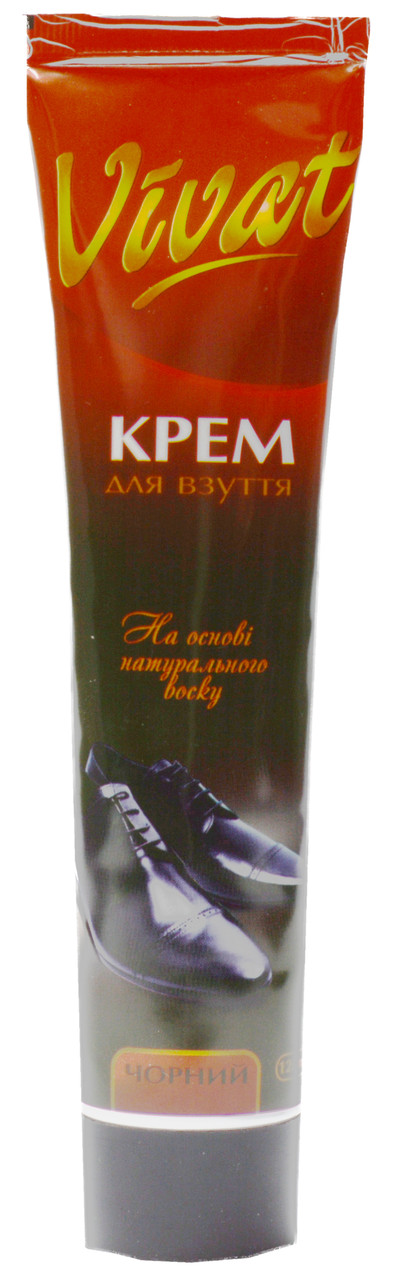 Vivat
КРЕМ
ДЛЯ ВЗУТТЯ
На основі
натурального
воску
ЧОРНИЙ